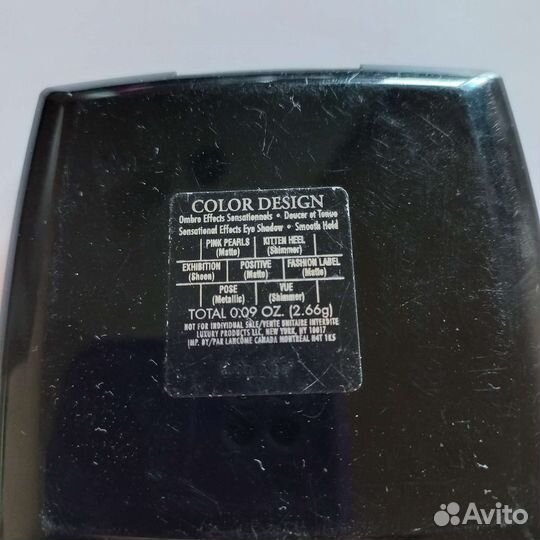 COLOR DESIGN
Ombre Effects Sensationnels • Douceur et Tenue
Sensational Effects Eye Shadow • Smooth Hold
PINK PEARLS KITTEN HEEL
(Matte) (Shimmer)
EXHIBITION POSITIVE FASHION LABEL
(Sheen) (Matte) (Matte)
POSE VUE
(Metallic) (Shimmer)
TOTAL 0.09 OZ. (2.66g)
NOT FOR INDIVIDUAL SALE/VENTE UNITAIRE INTERDITE
LUXURY PRODUCTS LLC, NEW YORK, NY 10017
IMP. BY/PAR LANCÔME CANADA MONTRÉAL H4T 1K5
Avito